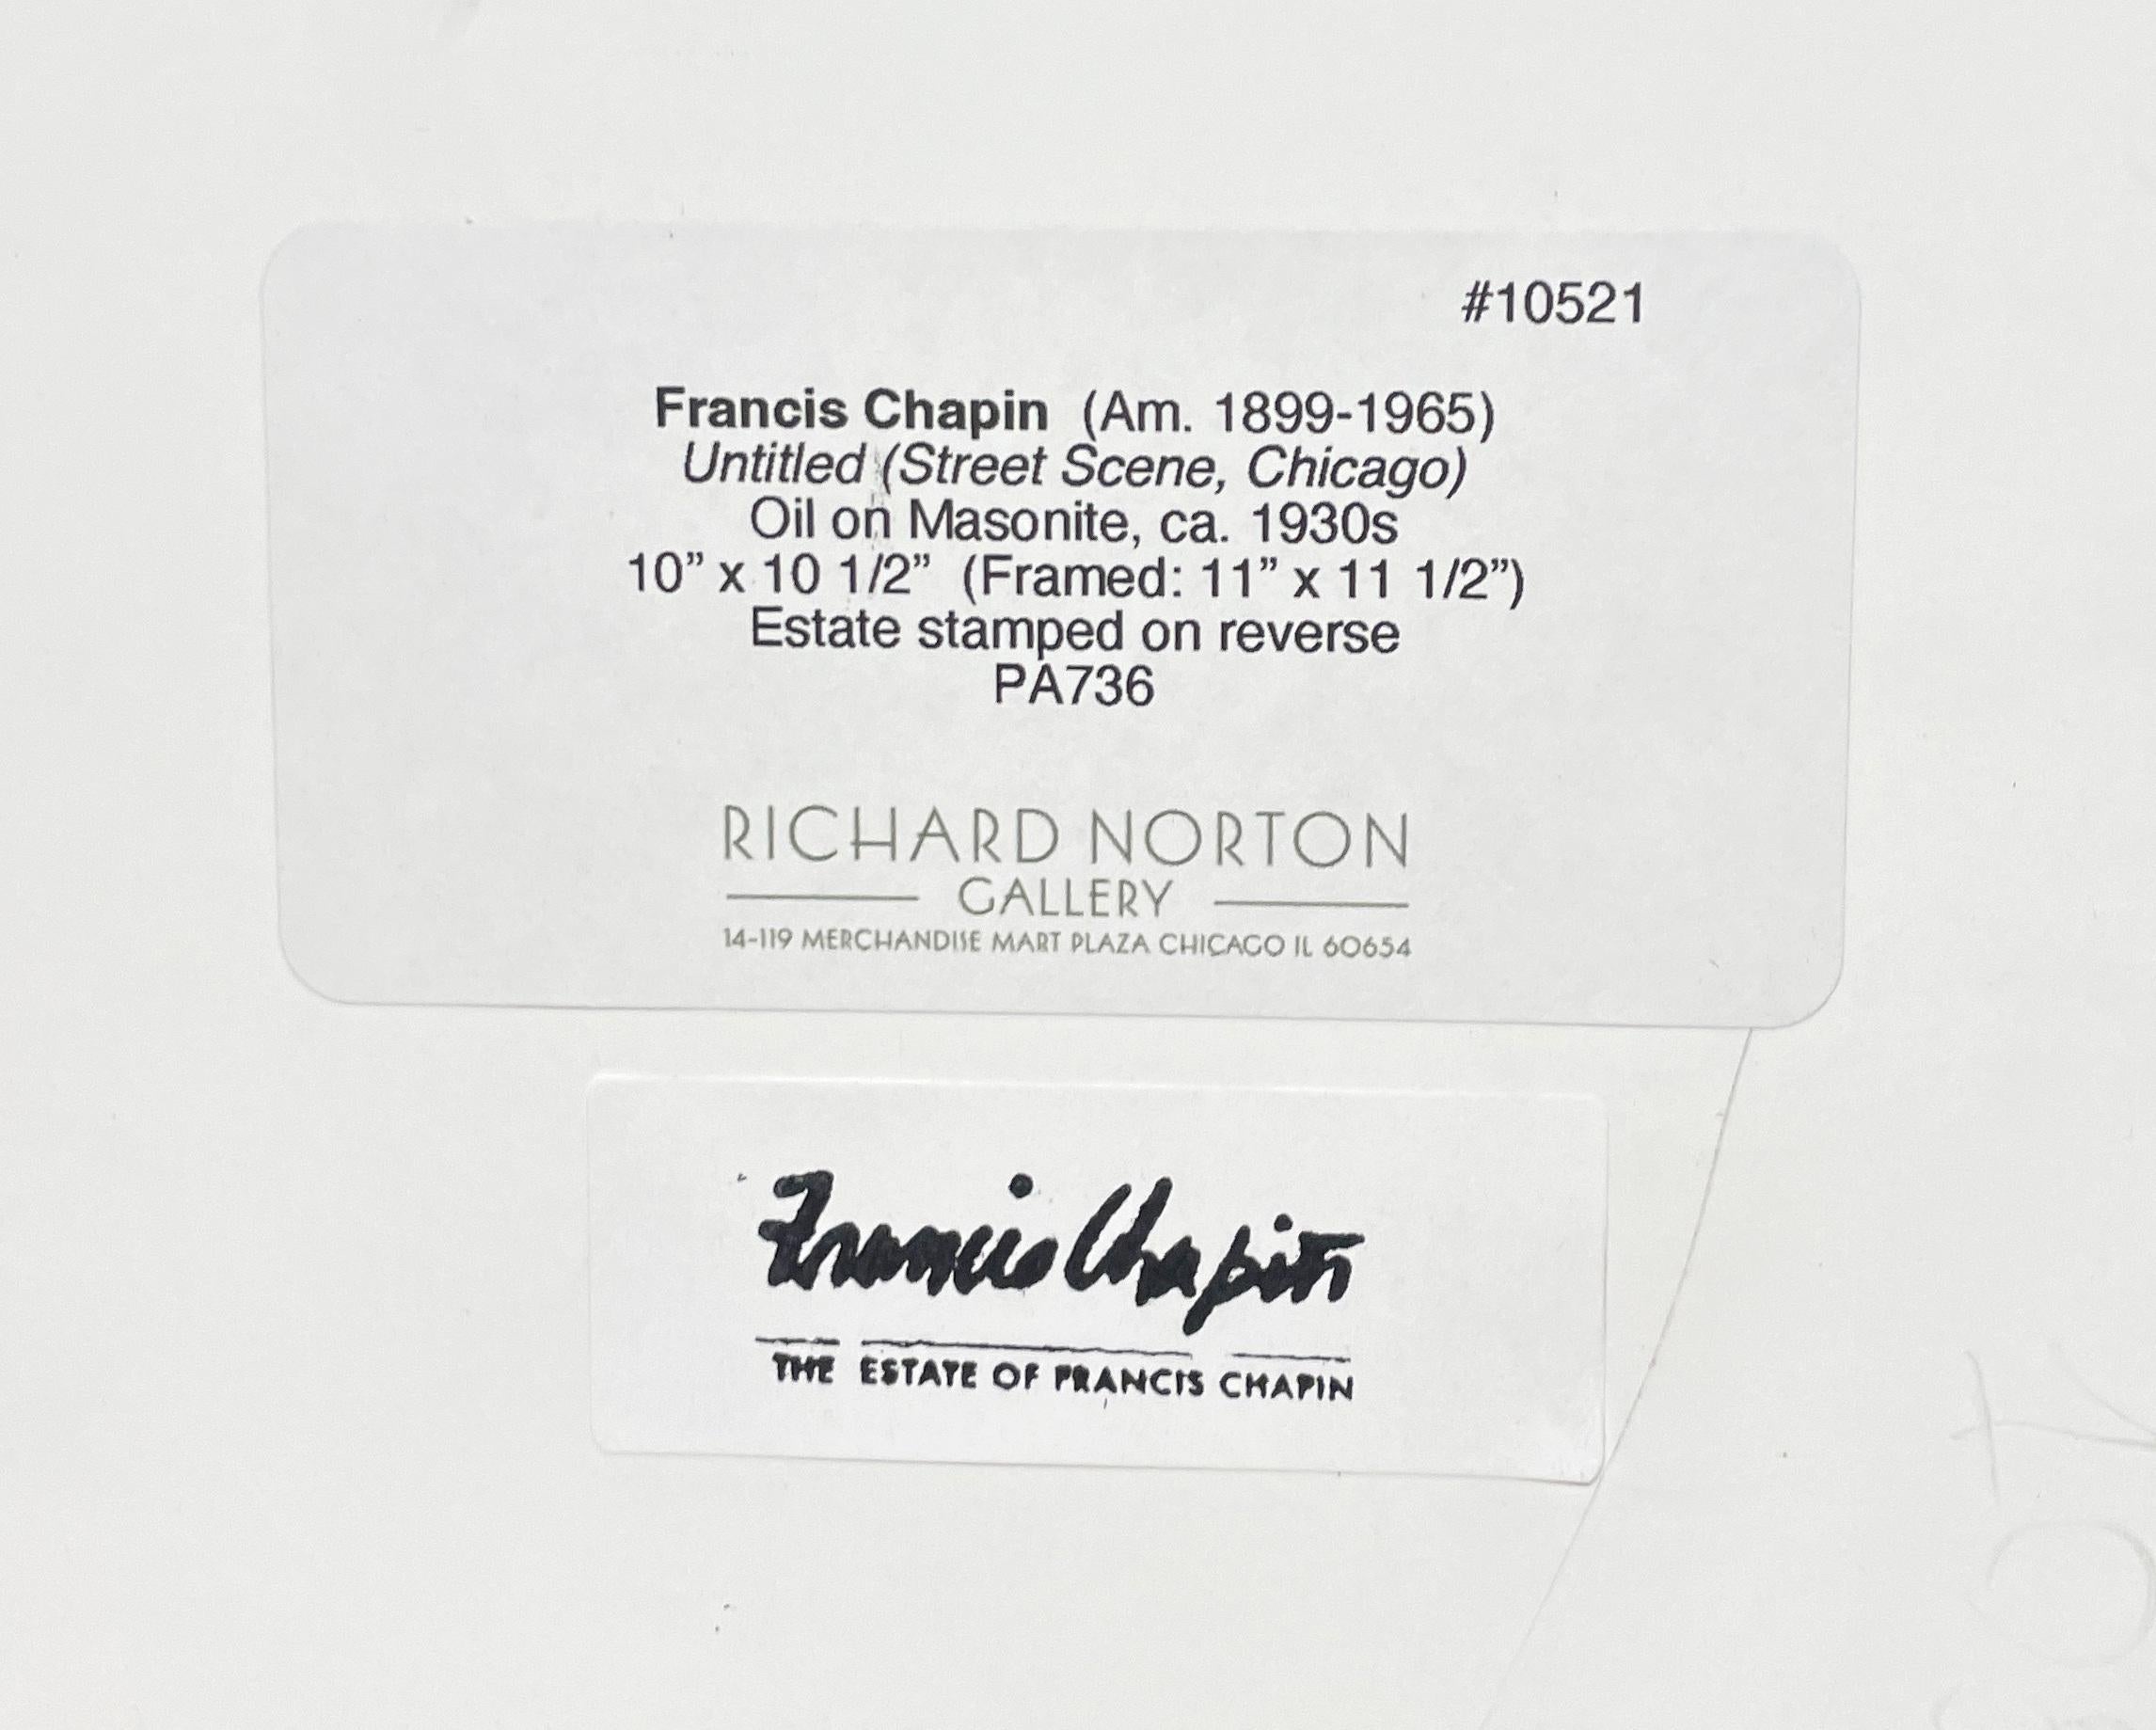 #10521
Francis Chapin (Am. 1899-1965)
Untitled (Street Scene, Chicago)
Oil on Masonite, ca. 1930s
10” x 10 1/2” (Framed: 11” x 11 1/2”)
Estate stamped on reverse
PA736
RICHARD NORTON
GALLERY
14-119 MERCHANDISE MART PLAZA CHICAGO IL 60654
Francis Chapin
THE ESTATE OF FRANCIS CHAPIN